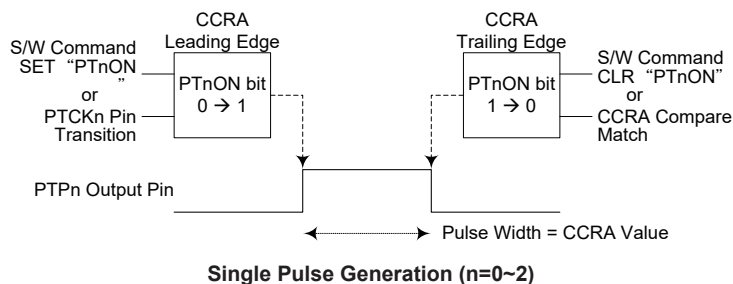 CCRA
Leading Edge
S/W Command
SET “PTnON
”
or
PTCKn Pin
Transition
PTnON bit
0 → 1
CCRA
Trailing Edge
PTnON bit
1 → 0
S/W Command
CLR “PTnON”
or
CCRA Compare
Match
PTPn Output Pin
Pulse Width = CCRA Value
Single Pulse Generation (n=0~2)